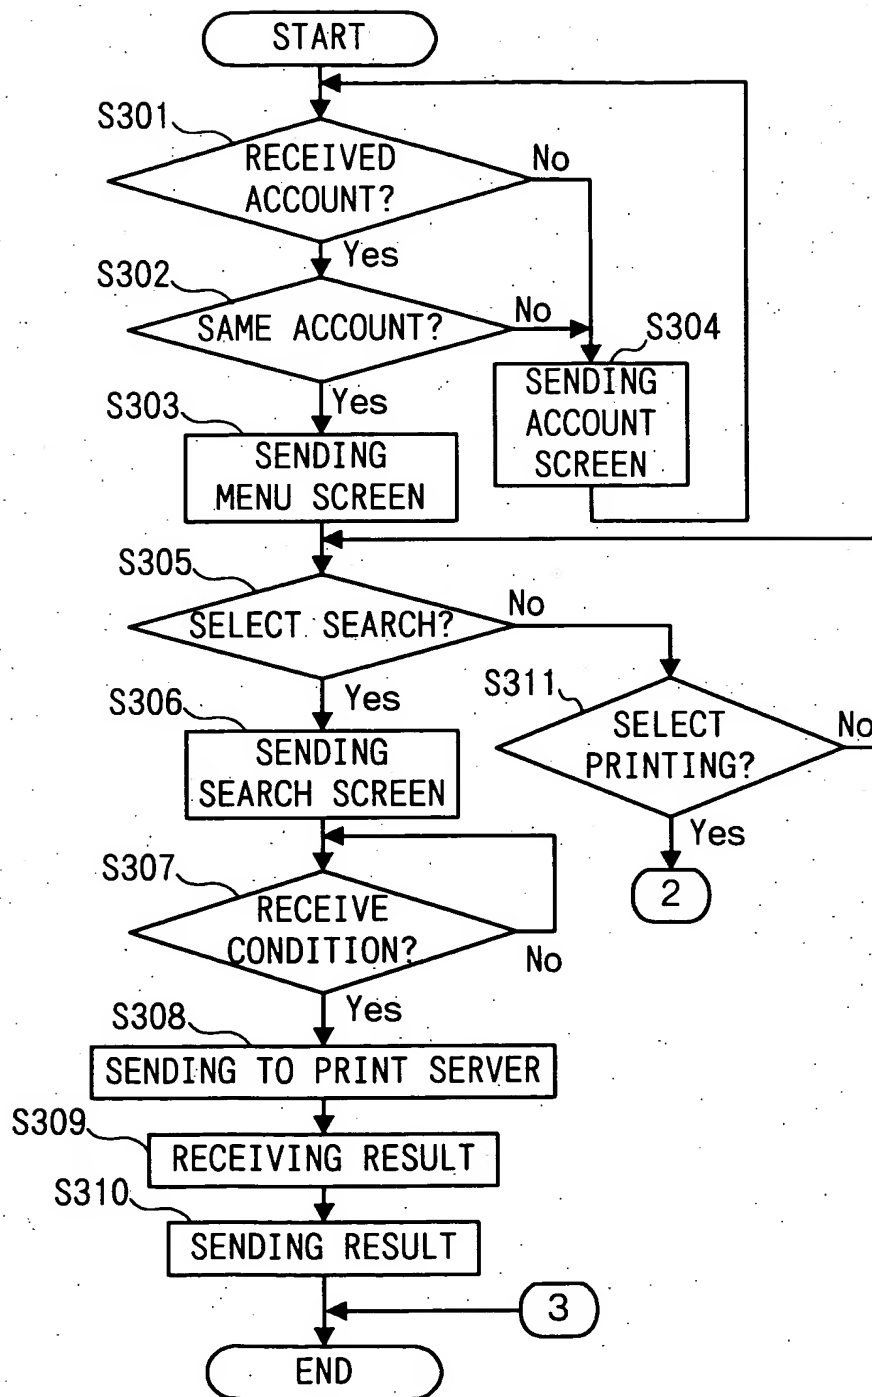 START
S301
RECEIVED
ACCOUNT?
No
Yes
S302
SAME ACCOUNT?
No
S304
SENDING
ACCOUNT
SCREEN
Yes
S303
SENDING
MENU SCREEN
S305
SELECT SEARCH?
No
Yes
S311
SELECT
PRINTING?
No
Yes
2
S306
SENDING
SEARCH SCREEN
S307
RECEIVE
CONDITION?
No
Yes
S308
SENDING TO PRINT SERVER
S309
RECEIVING RESULT
S310
SENDING RESULT
3
END